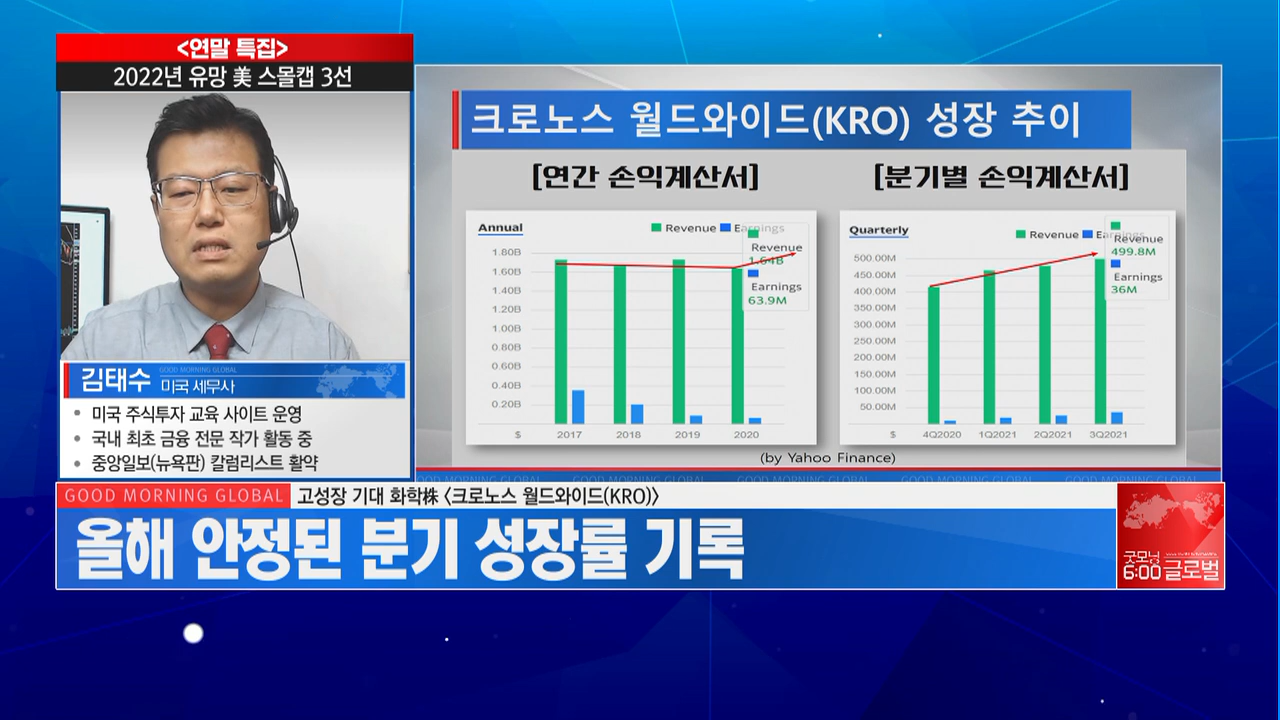 <연말 특집>
2022년 유망 美 스몰캡 3선
김태수
GOOD MORNING GLOBAL
미국 세무사
• 미국 주식투자 교육 사이트 운영
• 국내 최초 금융 전문 작가 활동 중
• 중앙일보(뉴욕판) 칼럼리스트 활약
크로노스 월드와이드(KRO) 성장 추이
[연간 손익계산서]
Annual
Revenue Earnings
Revenue
1.64B
Earnings
63.9M
1.80B
1.60B
1.40B
1.20B
1.00B
0.80B
0.60B
0.40B
0.20B
$ 2017 2018 2019 2020
[분기별 손익계산서]
Quarterly
Revenue Earnings
Revenue
499.8M
Earnings
36M
500.00M
450.00M
400.00M
350.00M
300.00M
250.00M
200.00M
150.00M
100.00M
50.00M
$ 4Q2020 1Q2021 2Q2021 3Q2021
(by Yahoo Finance)
GOOD MORNING GLOBAL 고성장 기대 화학株 <크로노스 월드와이드(KRO)>
올해 안정된 분기 성장률 기록
굿모닝
6:00 글로벌